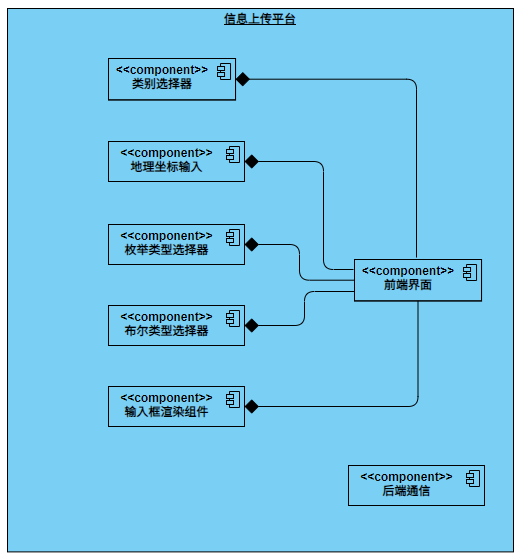 信息上传平台
<<component>>
类别选择器
<<component>>
地理坐标输入
<<component>>
枚举类型选择器
<<component>>
前端界面
<<component>>
布尔类型选择器
<<component>>
输入框渲染组件
<<component>>
后端通信